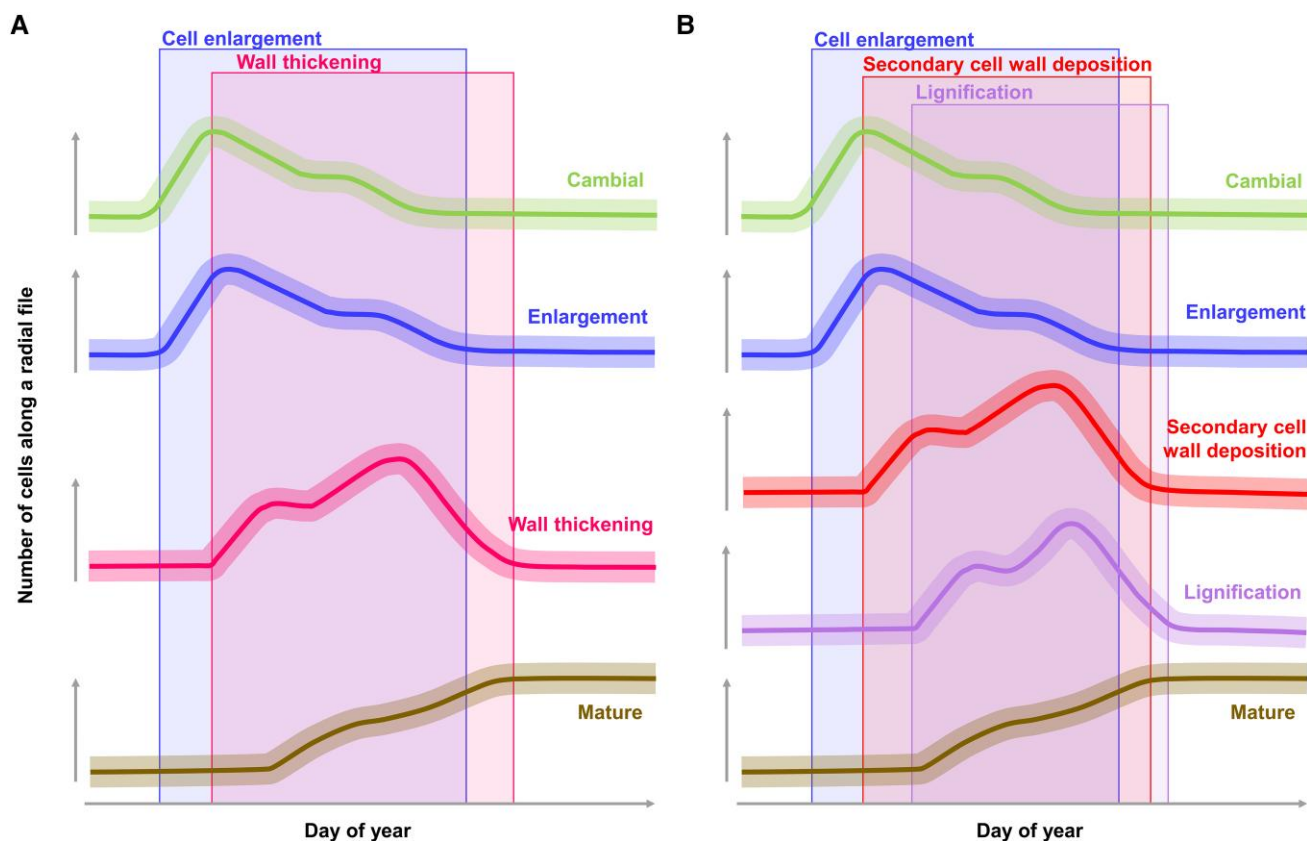 A
Cell enlargement
Wall thickening
Cambial
Enlargement
Wall thickening
Mature
Number of cells along a radial file
Day of year
B
Cell enlargement
Secondary cell wall deposition
Lignification
Cambial
Enlargement
Secondary cell
wall deposition
Lignification
Mature
Day of year